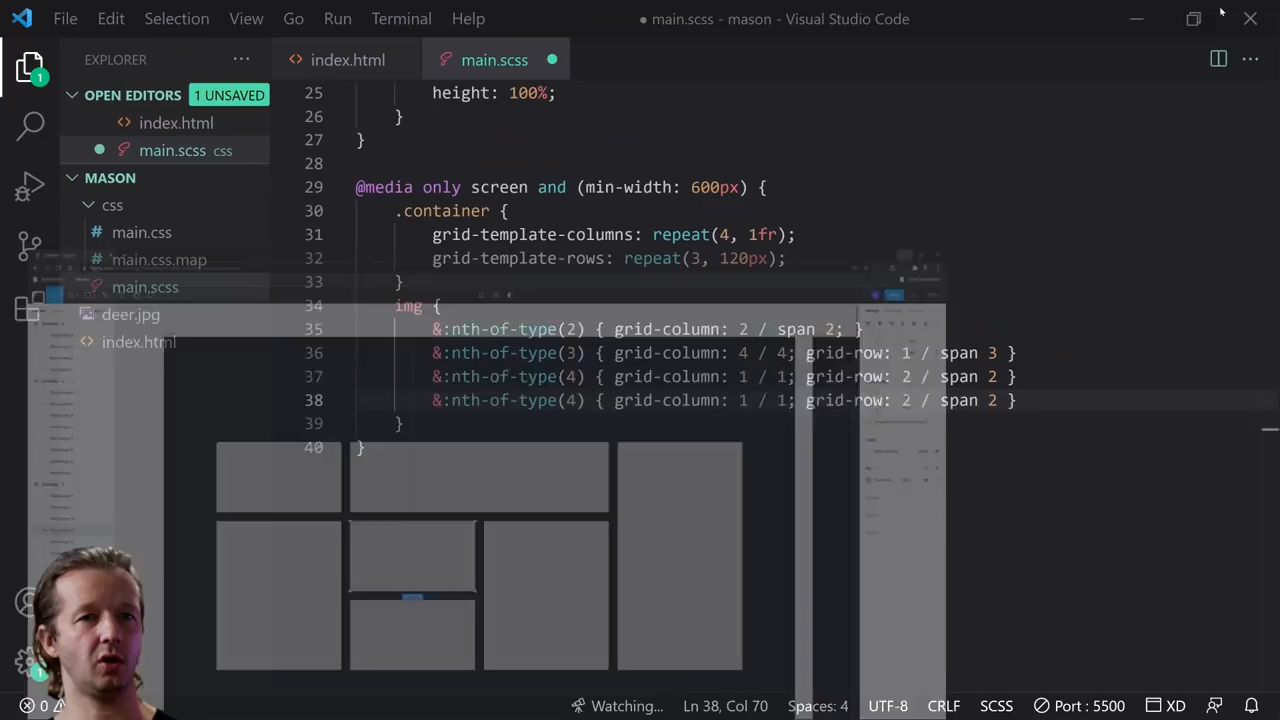 File Edit Selection View Go Run Terminal Help
● main.scss - mason - Visual Studio Code
EXPLORER
index.html
main.scss
OPEN EDITORS 1 UNSAVED
index.html
main.scss css
MASON
css
main.css
main.css.map
main.scss
deer.jpg
index.html
25 height: 100%;
26 }
27 }
28
29 @media only screen and (min-width: 600px) {
30 .container {
31 grid-template-columns: repeat(4, 1fr);
32 grid-template-rows: repeat(3, 120px);
33 }
34 img {
35 &:nth-of-type(2) { grid-column: 2 / span 2; }
36 &:nth-of-type(3) { grid-column: 4 / 4; grid-row: 1 / span 3 }
37 &:nth-of-type(4) { grid-column: 1 / 1; grid-row: 2 / span 2 }
38 &:nth-of-type(4) { grid-column: 1 / 1; grid-row: 2 / span 2 }
39 }
40 }
1
1
0
Watching... Ln 38, Col 70 Spaces: 4 UTF-8 CRLF SCSS Port : 5500 XD